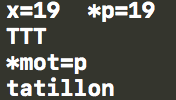 x=19  *p=19
TTT
*mot=p
tatillon